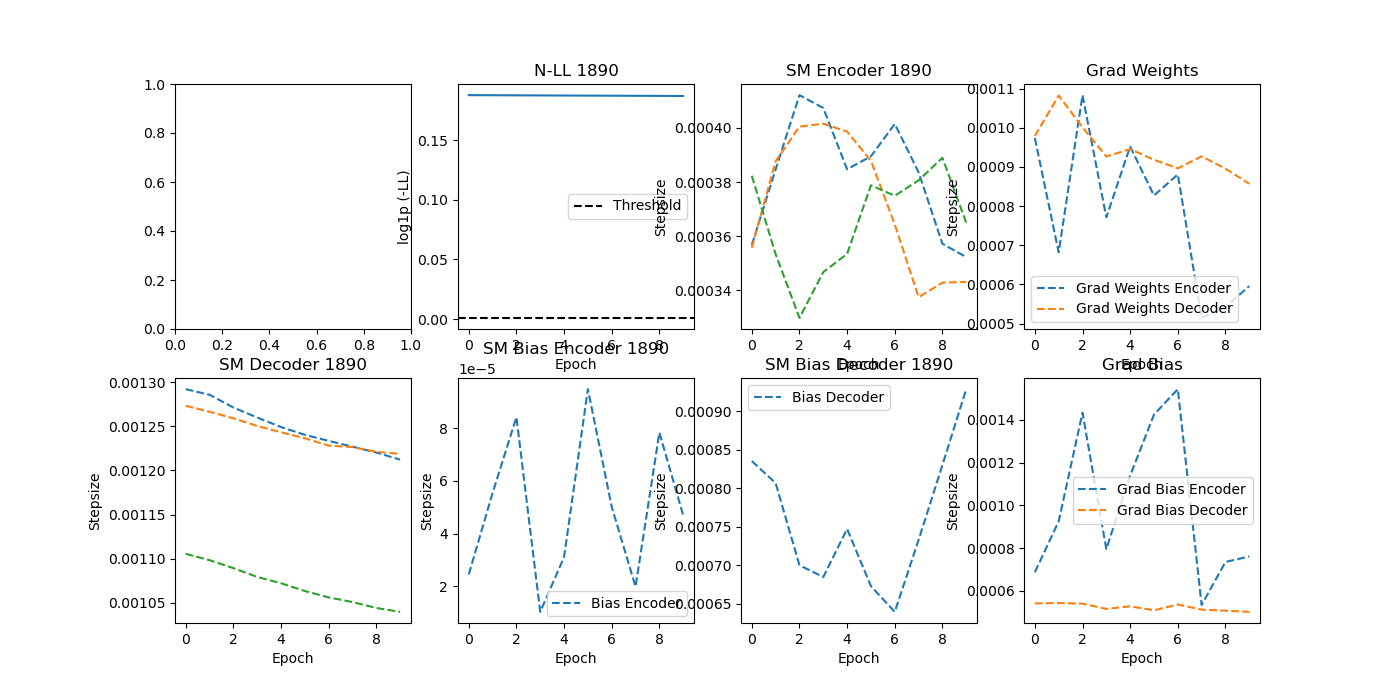 N-LL 1890
SM Encoder 1890
Grad Weights
1.0
0.8
0.6
0.4
0.2
0.0
0.0 0.2 0.4 0.6 0.8 1.0
log1p (-LL)
0.15
0.10
0.05
0.00
Threshold
0 2 4 6 8
Epoch
Stepsize
0.00040
0.00038
0.00036
0.00034
0 2 4 6 8
Epoch
Stepsize
0.0011
0.0010
0.0009
0.0008
0.0007
0.0006
0.0005
Grad Weights Encoder
Grad Weights Decoder
0 2 4 6 8
Epoch
SM Decoder 1890
SM Bias Encoder 1890
SM Bias Decoder 1890
Grad Bias
Stepsize
0.00130
0.00125
0.00120
0.00115
0.00110
0.00105
0 2 4 6 8
Epoch
1e−5
Stepsize
8
6
4
2
Bias Encoder
0 2 4 6 8
Epoch
Stepsize
0.00090
0.00085
0.00080
0.00075
0.00070
0.00065
Bias Decoder
0 2 4 6 8
Epoch
Stepsize
0.0014
0.0012
0.0010
0.0008
0.0006
Grad Bias Encoder
Grad Bias Decoder
0 2 4 6 8
Epoch